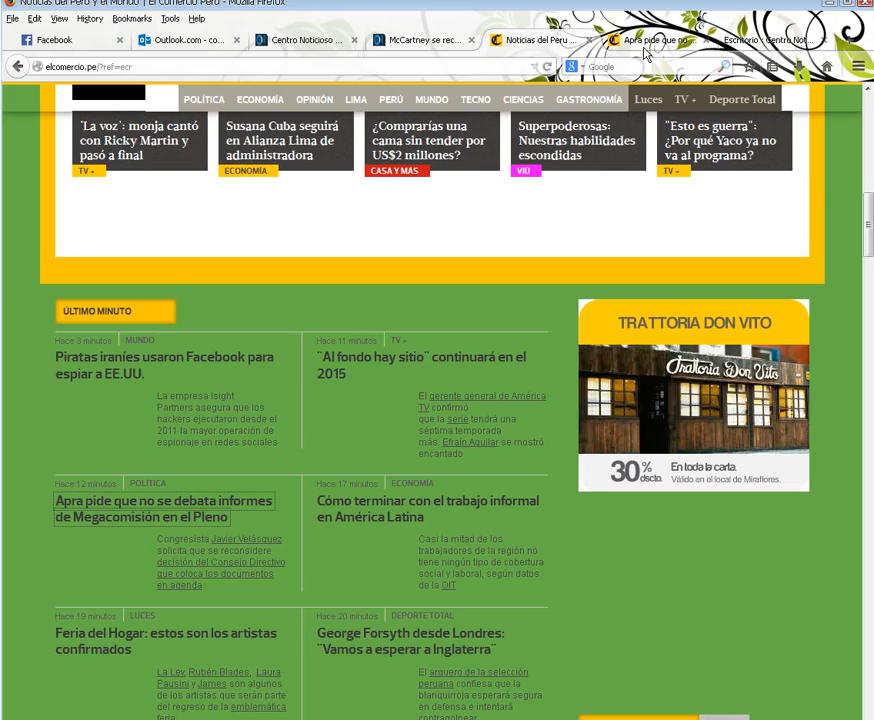 Noticias del Perú y el Mundo | El Comercio Perú - Mozilla Firefox
File Edit View History Bookmarks Tools Help
Facebook × Outlook.com - co... × Centro Noticioso ... × McCartney se rec... × Noticias del Perú ... × Apra pide que no ... × Escritorio ‹ Centro Not...
elcomercio.pe/?ref=ecr
Google
POLÍTICA ECONOMÍA OPINIÓN LIMA PERÚ MUNDO TECNO CIENCIAS GASTRONOMÍA Luces TV + Deporte Total
'La voz': monja cantó
con Ricky Martin y
pasó a final
TV +
Susana Cuba seguirá
en Alianza Lima de
administradora
ECONOMÍA
¿Comprarías una
cama sin tender por
US$2 millones?
CASA Y MÁS
Superpoderosas:
Nuestras habilidades
escondidas
VIÚ
"Esto es guerra":
¿Por qué Yaco ya no
va al programa?
TV +
ÚLTIMO MINUTO
Hace 3 minutos MUNDO
Piratas iraníes usaron Facebook para
espiar a EE.UU.
La empresa Isight
Partners asegura que los
hackers ejecutaron desde el
2011 la mayor operación de
espionaje en redes sociales
Hace 11 minutos TV +
"Al fondo hay sitio" continuará en el
2015
El gerente general de América
TV confirmó
que la serie tendrá una
séptima temporada
más. Efraín Aguilar se mostró
encantado
Hace 12 minutos POLÍTICA
Apra pide que no se debata informes
de Megacomisión en el Pleno
Congresista Javier Velásquez
solicita que se reconsidere
decisión del Consejo Directivo
que coloca los documentos
en agenda
Hace 17 minutos ECONOMÍA
Cómo terminar con el trabajo informal
en América Latina
Casi la mitad de los
trabajadores de la región no
tiene ningún tipo de cobertura
social y laboral, según datos
de la OIT
Hace 19 minutos LUCES
Feria del Hogar: estos son los artistas
confirmados
La Ley, Rubén Blades, Laura
Pausini y James son algunos
de los artistas que serán parte
del regreso de la emblemática
feria
Hace 20 minutos DEPORTE TOTAL
George Forsyth desde Londres:
"Vamos a esperar a Inglaterra"
El arquero de la selección
peruana confiesa que la
blanquirroja esperará segura
en defensa e intentará
contragolpear
TRATTORIA DON VITO
Trattoria Don Vito
30% dscto.
En toda la carta.
Válido en el local de Miraflores.